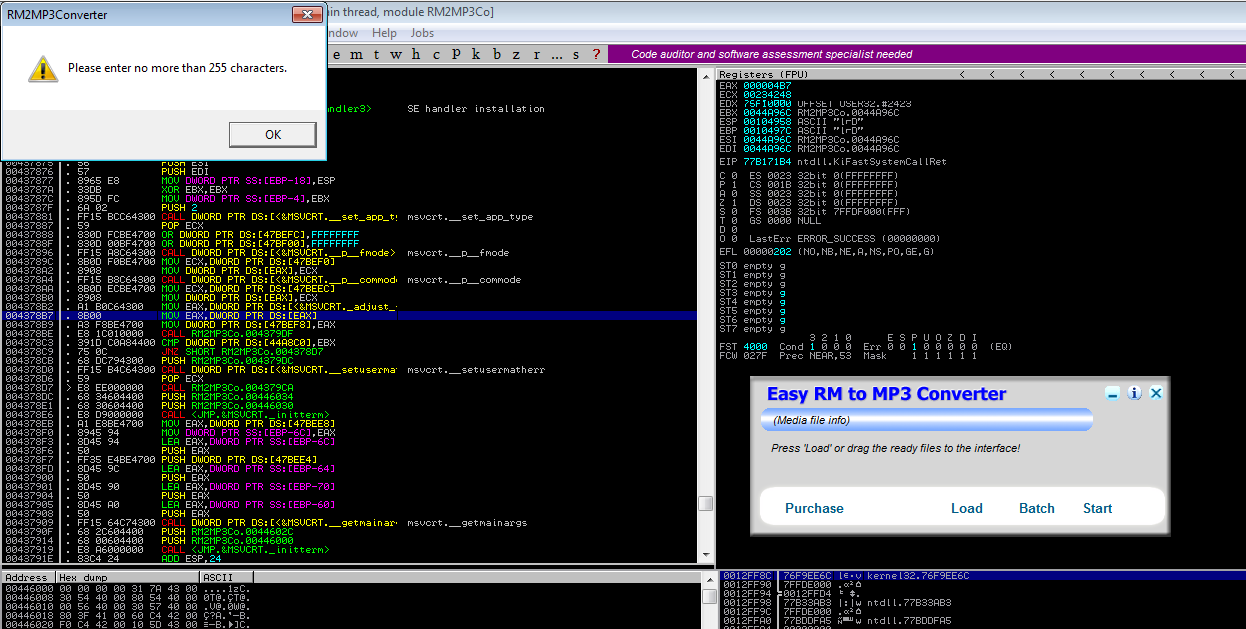 RM2MP3Converter
Please enter no more than 255 characters.
OK
in thread, module RM2MP3Co]
ndow Help Jobs
e m t w h c P k b z r ... s ?
Code auditor and software assessment specialist needed
ndler3> SE handler installation
00437875 . 56 PUSH ESI
00437876 . 57 PUSH EDI
00437877 . 8965 E8 MOV DWORD PTR SS:[EBP-18],ESP
0043787A . 33DB XOR EBX,EBX
0043787C . 895D FC MOV DWORD PTR SS:[EBP-4],EBX
0043787F . 6A 02 PUSH 2
00437881 . FF15 BCC64300 CALL DWORD PTR DS:[<&MSVCRT.__set_app_t msvcrt.__set_app_type
00437887 . 59 POP ECX
00437888 . 830D FCBE4700 OR DWORD PTR DS:[47BEFC],FFFFFFFF
0043788F . 830D 00BF4700 OR DWORD PTR DS:[47BF00],FFFFFFFF
00437896 . FF15 A8C64300 CALL DWORD PTR DS:[<&MSVCRT.__p__fmode> msvcrt.__p__fmode
0043789C . 8B0D F0BE4700 MOV ECX,DWORD PTR DS:[47BEF0]
004378A2 . 8908 MOV DWORD PTR DS:[EAX],ECX
004378A4 . FF15 B8C64300 CALL DWORD PTR DS:[<&MSVCRT.__p__commod msvcrt.__p__commode
004378AA . 8B0D ECBE4700 MOV ECX,DWORD PTR DS:[47BEEC]
004378B0 . 8908 MOV DWORD PTR DS:[EAX],ECX
004378B2 . A1 B0C64300 MOV EAX,DWORD PTR DS:[<&MSVCRT._adjust_
004378B7 . 8B00 MOV EAX,DWORD PTR DS:[EAX]
004378B9 . A3 F8BE4700 MOV DWORD PTR DS:[47BEF8],EAX
004378BE . E8 1C010000 CALL RM2MP3Co.004379DF
004378C3 . 391D C0A84400 CMP DWORD PTR DS:[44A8C0],EBX
004378C9 . 75 0C JNZ SHORT RM2MP3Co.004378D7
004378CB . 68 DC794300 PUSH RM2MP3Co.004379DC
004378D0 . FF15 B4C64300 CALL DWORD PTR DS:[<&MSVCRT.__setuserma msvcrt.__setusermatherr
004378D6 . 59 POP ECX
004378D7 > E8 EE000000 CALL RM2MP3Co.004379CA
004378DC . 68 34604400 PUSH RM2MP3Co.00446034
004378E1 . 68 30604400 PUSH RM2MP3Co.00446030
004378E6 . E8 D9000000 CALL <JMP.&MSVCRT._initterm>
004378EB . A1 E8BE4700 MOV EAX,DWORD PTR DS:[47BEE8]
004378F0 . 8945 94 MOV DWORD PTR SS:[EBP-6C],EAX
004378F3 . 8D45 94 LEA EAX,DWORD PTR SS:[EBP-6C]
004378F6 . 50 PUSH EAX
004378F7 . FF35 E4BE4700 PUSH DWORD PTR DS:[47BEE4]
004378FD . 8D45 9C LEA EAX,DWORD PTR SS:[EBP-64]
00437900 . 50 PUSH EAX
00437901 . 8D45 90 LEA EAX,DWORD PTR SS:[EBP-70]
00437904 . 50 PUSH EAX
00437905 . 8D45 A0 LEA EAX,DWORD PTR SS:[EBP-60]
00437908 . 50 PUSH EAX
00437909 . FF15 64C74300 CALL DWORD PTR DS:[<&MSVCRT.__getmainar msvcrt.__getmainargs
0043790F . 68 2C604400 PUSH RM2MP3Co.0044602C
00437914 . 68 00604400 PUSH RM2MP3Co.00446000
00437919 . E8 A6000000 CALL <JMP.&MSVCRT._initterm>
0043791E . 83C4 24 ADD ESP,24
Registers (FPU) < < < < < < < < < <
EAX 000004B7
ECX 00234248
EDX 76F10000 OFFSET USER32.#2423
EBX 0044A96C RM2MP3Co.0044A96C
ESP 00104958 ASCII "lrD"
EBP 0010497C ASCII "lrD"
ESI 0044A96C RM2MP3Co.0044A96C
EDI 0044A96C RM2MP3Co.0044A96C
EIP 77B171B4 ntdll.KiFastSystemCallRet
C 0 ES 0023 32bit 0(FFFFFFFF)
P 1 CS 001B 32bit 0(FFFFFFFF)
A 0 SS 0023 32bit 0(FFFFFFFF)
Z 1 DS 0023 32bit 0(FFFFFFFF)
S 0 FS 003B 32bit 7FFDF000(FFF)
T 0 GS 0000 NULL
D 0
O 0 LastErr ERROR_SUCCESS (00000000)
EFL 00000202 (NO,NB,NE,A,NS,PO,GE,G)
ST0 empty g
ST1 empty g
ST2 empty g
ST3 empty g
ST4 empty g
ST5 empty g
ST6 empty g
ST7 empty g
3 2 1 0 E S P U O Z D I
FST 4000 Cond 1 0 0 0 Err 0 0 1 0 0 0 0 0 (EQ)
FCW 027F Prec NEAR,53 Mask 1 1 1 1 1 1
Easy RM to MP3 Converter
(Media file info)
Press 'Load' or drag the ready files to the interface!
Purchase Load Batch Start
Address Hex dump ASCII
00446000 00 00 00 00 31 7A 43 00 ....1zC.
00446008 30 54 40 00 80 54 40 00 0T@.ÇT@.
00446010 00 56 40 00 30 57 40 00 .V@.0W@.
00446018 80 3F 41 00 60 C4 42 00
00446020 F0 C4 42 00 10 5D 43 00
0012FF8C 76F9EE6C kernel32.76F9EE6C
0012FF90 7FFDE000
0012FF94 0012FFD4
0012FF98 77B33AB3 ntdll.77B33AB3
0012FF9C 7FFDE000
0012FFA0 77BDDFA5 ntdll.77BDDFA5